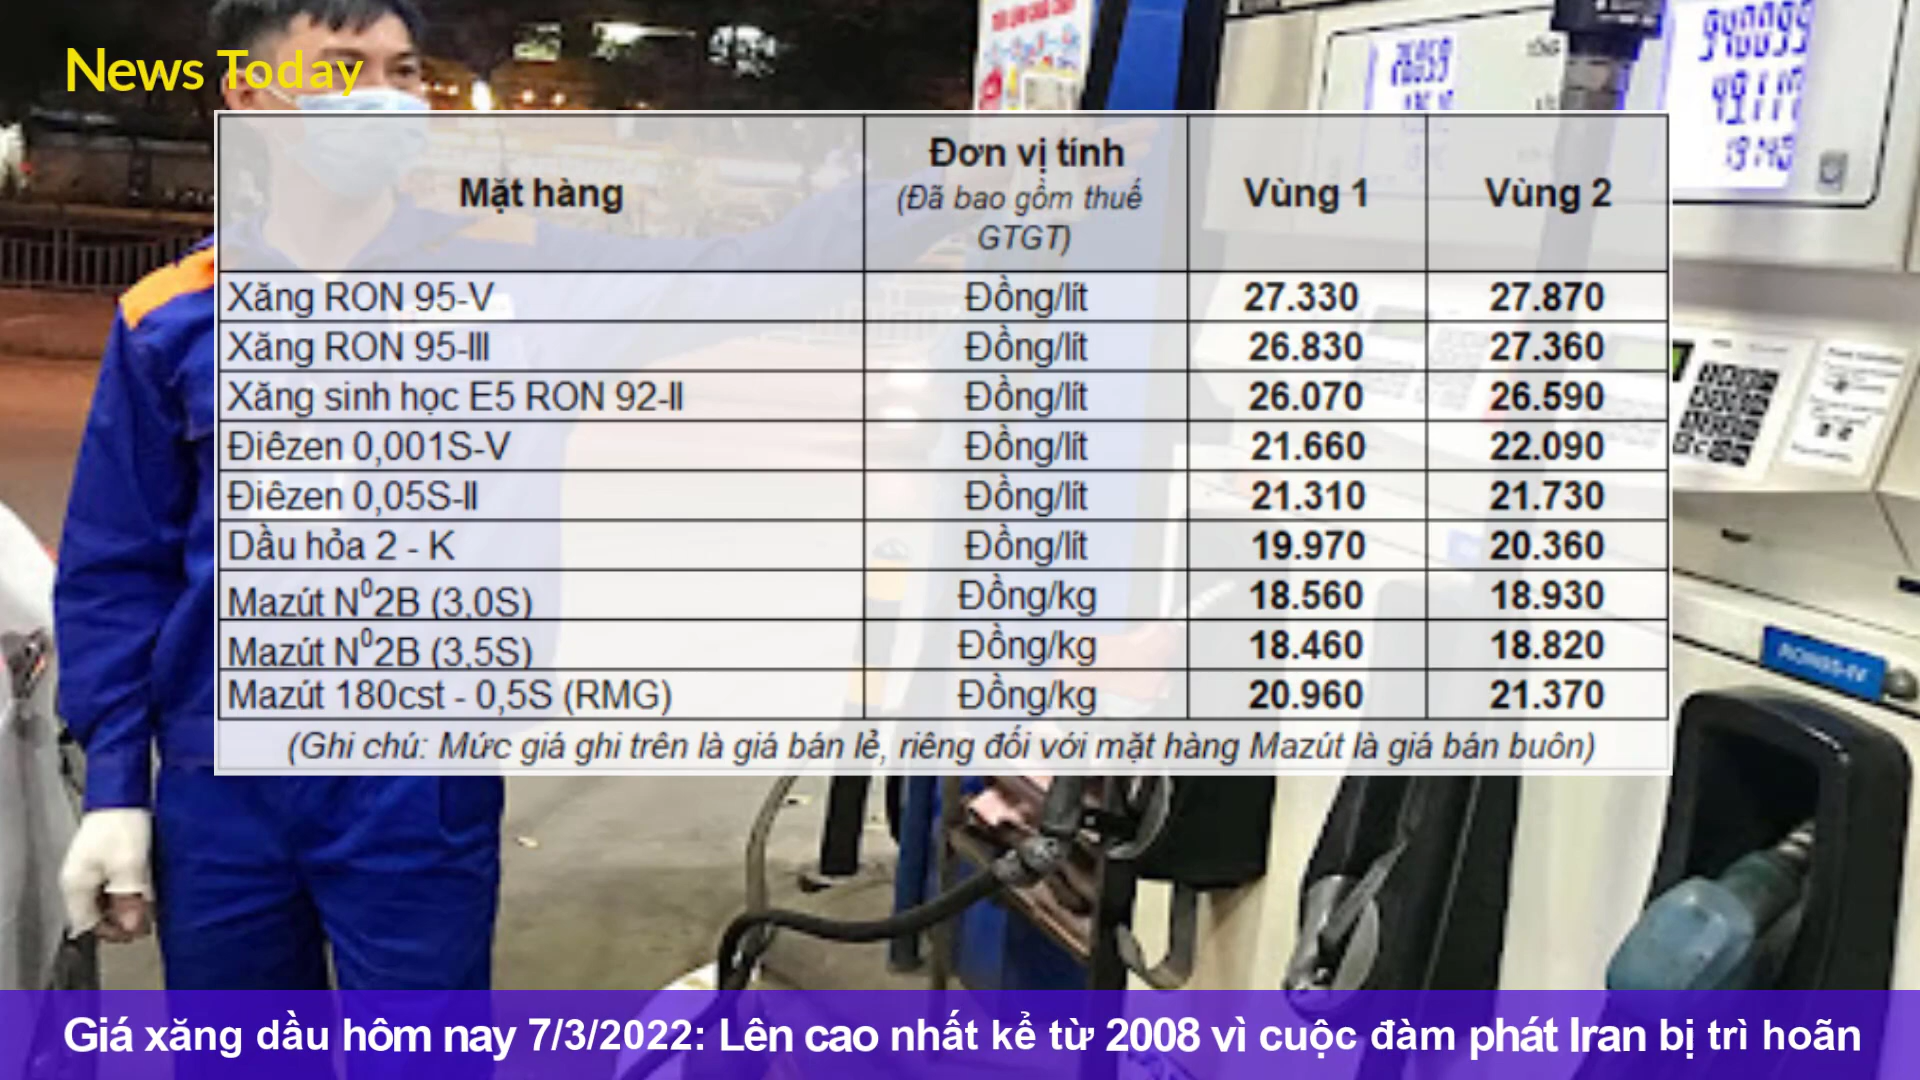 News Today
Mặt hàng
Đơn vị tính
(Đã bao gồm thuế
GTGT)
Vùng 1
Vùng 2
Xăng RON 95-V Đồng/lít 27.330 27.870
Xăng RON 95-III Đồng/lít 26.830 27.360
Xăng sinh học E5 RON 92-II Đồng/lít 26.070 26.590
Điêzen 0,001S-V Đồng/lít 21.660 22.090
Điêzen 0,05S-II Đồng/lít 21.310 21.730
Dầu hỏa 2 - K Đồng/lít 19.970 20.360
Mazút N⁰2B (3,0S) Đồng/kg 18.560 18.930
Mazút N⁰2B (3,5S) Đồng/kg 18.460 18.820
Mazút 180cst - 0,5S (RMG) Đồng/kg 20.960 21.370
(Ghi chú: Mức giá ghi trên là giá bán lẻ, riêng đối với mặt hàng Mazút là giá bán buôn)
Giá xăng dầu hôm nay 7/3/2022: Lên cao nhất kể từ 2008 vì cuộc đàm phát Iran bị trì hoãn